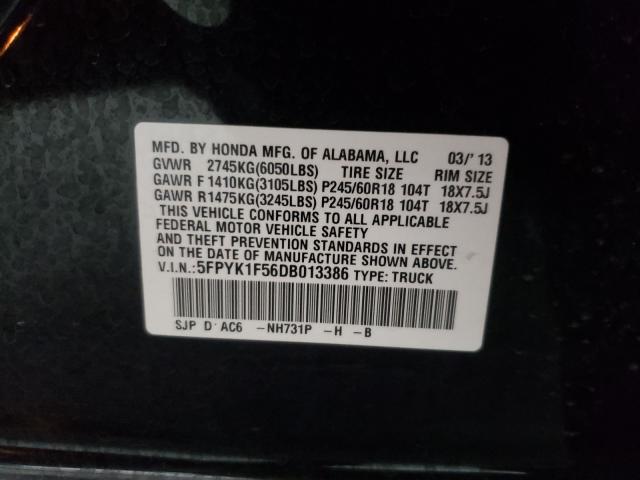 MFD. BY HONDA MFG. OF ALABAMA, LLC 03/'13
GVWR 2745KG(6050LBS) TIRE SIZE RIM SIZE
GAWR F 1410KG(3105LBS) P245/60R18 104T 18X7.5J
GAWR R 1475KG(3245LBS) P245/60R18 104T 18X7.5J
THIS VEHICLE CONFORMS TO ALL APPLICABLE
FEDERAL MOTOR VEHICLE SAFETY
AND THEFT PREVENTION STANDARDS IN EFFECT
ON THE DATE OF MANUFACTURE SHOWN ABOVE.
V.I.N.:5FPYK1F56DB013386 TYPE: TRUCK
SJP D' AC6 -NH731P -H -B